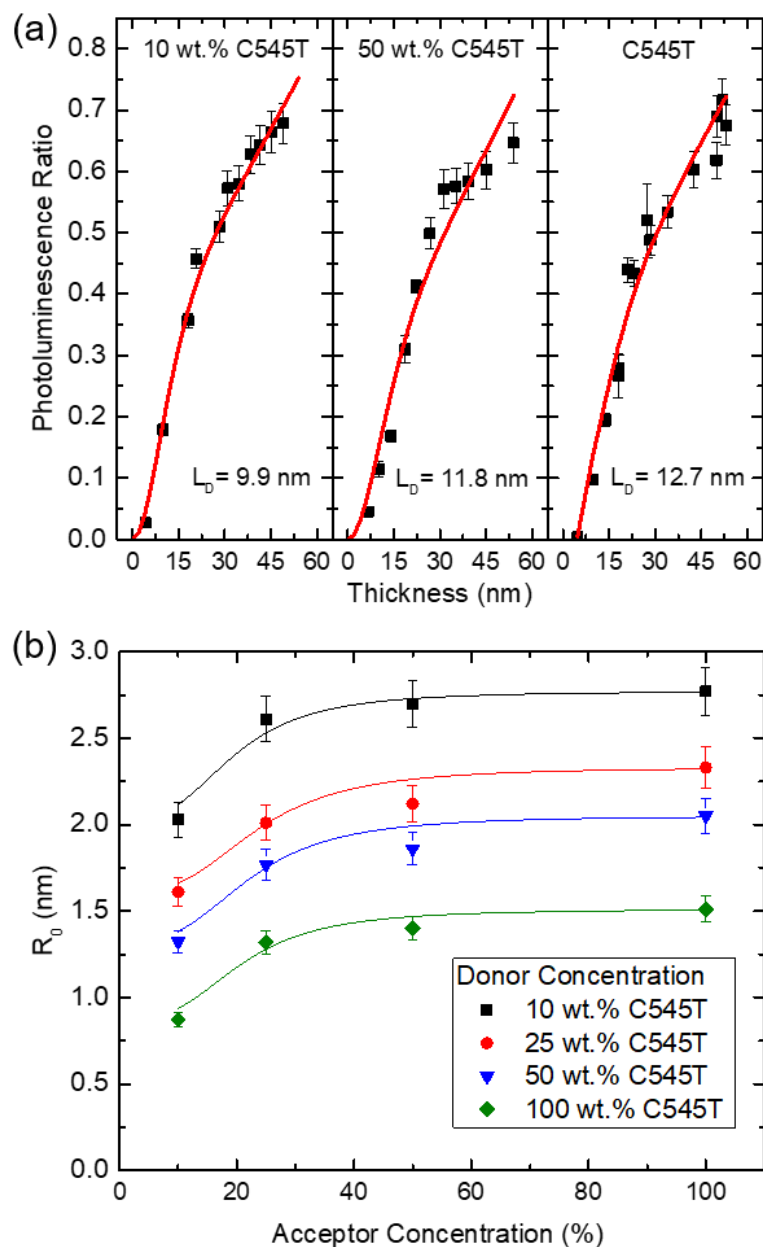 (a)
10 wt.% C545T
50 wt.% C545T
C545T
0.8
0.7
0.6
0.5
0.4
0.3
0.2
0.1
0.0
Photoluminescence Ratio
L_D = 9.9 nm
L_D = 11.8 nm
L_D = 12.7 nm
0 15 30 45 60 0 15 30 45 60 0 15 30 45 60
Thickness (nm)
(b)
3.0
2.5
2.0
1.5
1.0
0.5
0.0
R_0 (nm)
Donor Concentration
10 wt.% C545T
25 wt.% C545T
50 wt.% C545T
100 wt.% C545T
0 20 40 60 80 100
Acceptor Concentration (%)